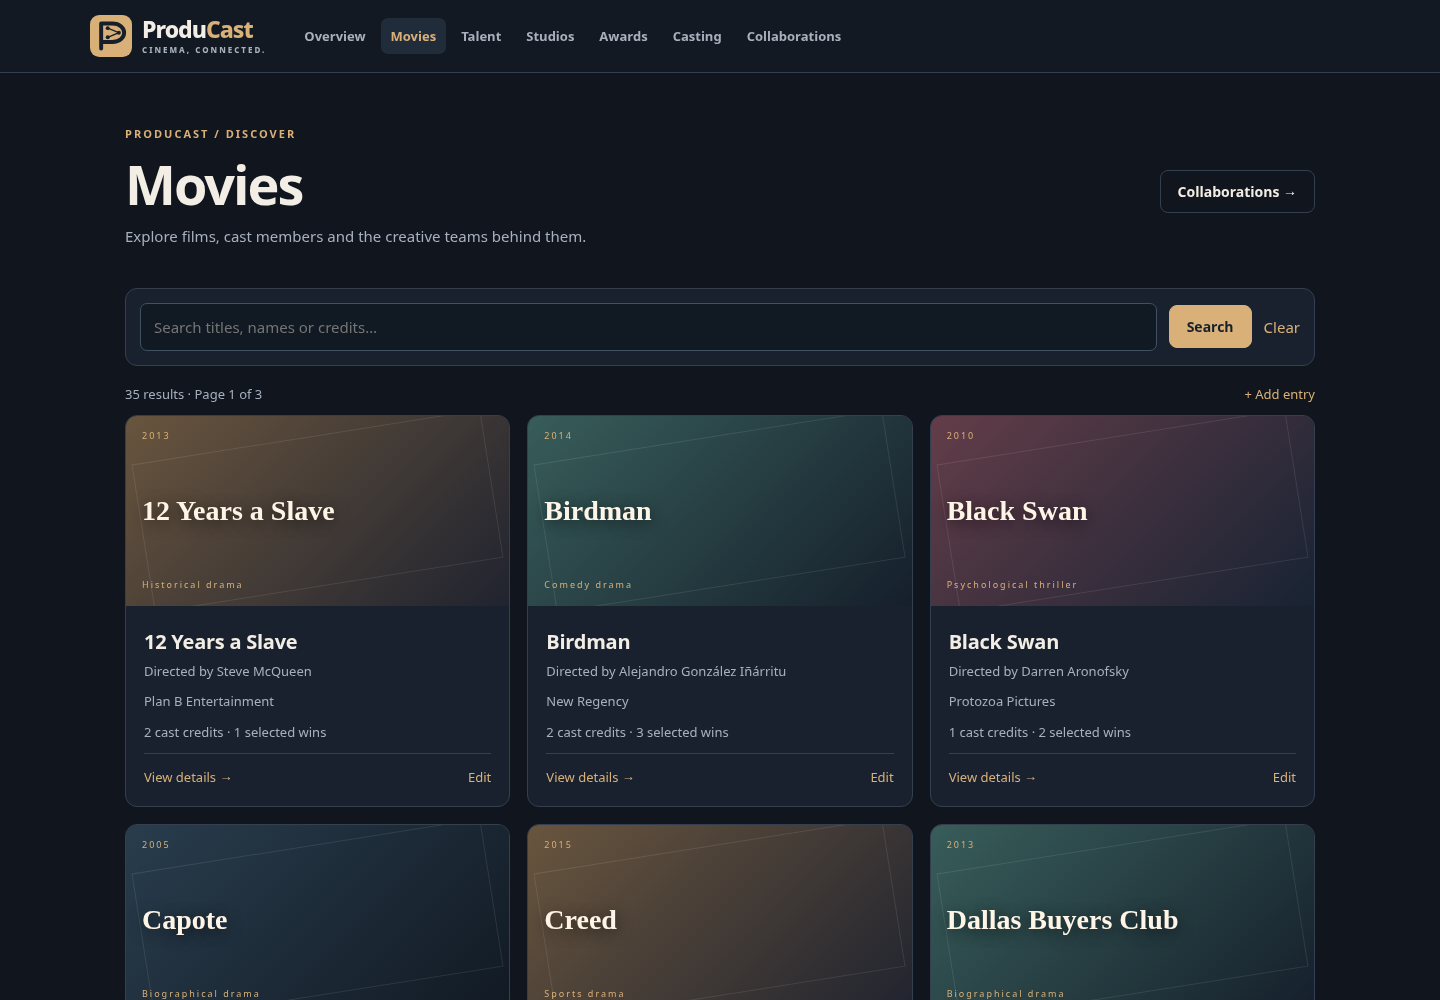 ProduCast
CINEMA, CONNECTED.
Overview
Movies
Talent
Studios
Awards
Casting
Collaborations
PRODUCAST / DISCOVER
Movies
Explore films, cast members and the creative teams behind them.
Collaborations →
Search titles, names or credits...
Search
Clear
35 results · Page 1 of 3
+ Add entry
2013
12 Years a Slave
Historical drama
12 Years a Slave
Directed by Steve McQueen
Plan B Entertainment
2 cast credits · 1 selected wins
View details →
Edit
2014
Birdman
Comedy drama
Birdman
Directed by Alejandro González Iñárritu
New Regency
2 cast credits · 3 selected wins
View details →
Edit
2010
Black Swan
Psychological thriller
Black Swan
Directed by Darren Aronofsky
Protozoa Pictures
1 cast credits · 2 selected wins
View details →
Edit
2005
Capote
Biographical drama
2015
Creed
Sports drama
2013
Dallas Buyers Club
Biographical drama